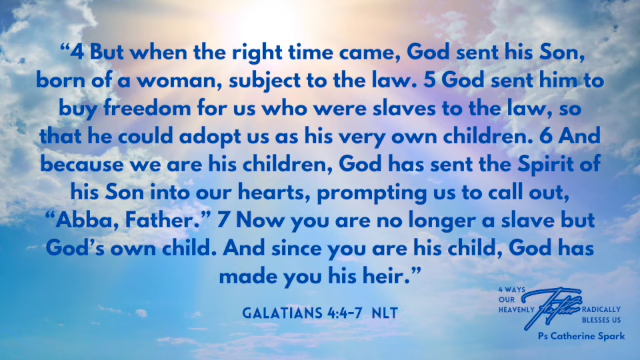 “4 But when the right time came, God sent his Son,
born of a woman, subject to the law. 5 God sent him to
buy freedom for us who were slaves to the law, so
that he could adopt us as his very own children. 6 And
because we are his children, God has sent the Spirit of
his Son into our hearts, prompting us to call out,
“Abba, Father.” 7 Now you are no longer a slave but
God’s own child. And since you are his child, God has
made you his heir.”
GALATIANS 4:4-7 NLT
4 WAYS
OUR
HEAVENLY Father RADICALLY
BLESSES US
Ps Catherine Spark